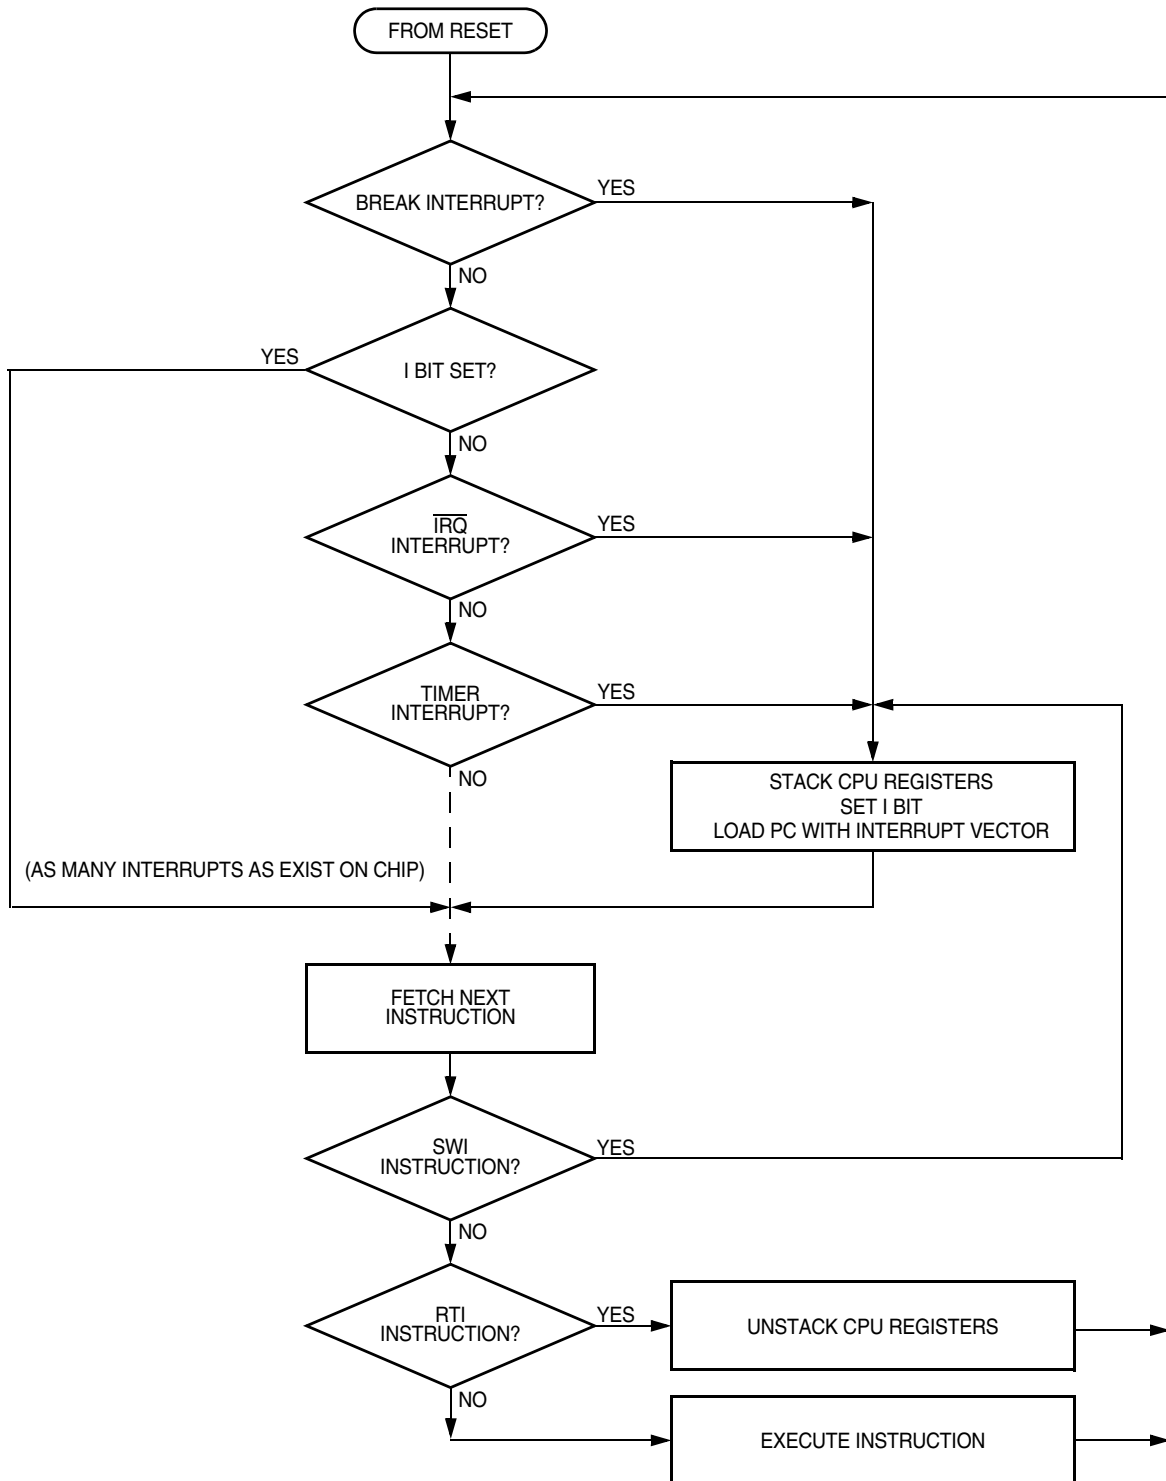 FROM RESET
BREAK INTERRUPT?
YES
NO
I BIT SET?
YES
NO
IRQ
INTERRUPT?
YES
NO
TIMER
INTERRUPT?
YES
NO
STACK CPU REGISTERS
SET I BIT
LOAD PC WITH INTERRUPT VECTOR
(AS MANY INTERRUPTS AS EXIST ON CHIP)
FETCH NEXT
INSTRUCTION
SWI
INSTRUCTION?
YES
NO
RTI
INSTRUCTION?
YES
UNSTACK CPU REGISTERS
NO
EXECUTE INSTRUCTION